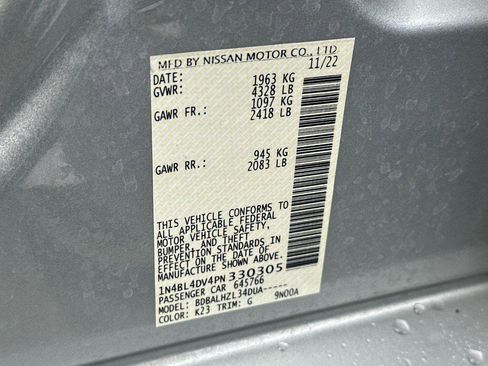 MFD BY NISSAN MOTOR CO., LTD
DATE: 11/22
GVWR: 1963 KG
4328 LB
GAWR FR.: 1097 KG
2418 LB
GAWR RR.: 945 KG
2083 LB
THIS VEHICLE CONFORMS TO
ALL APPLICABLE FEDERAL
MOTOR VEHICLE SAFETY,
BUMPER, AND THEFT
PREVENTION STANDARDS IN
EFFECT ON THE DATE OF
MANUFACTURE SHOWN ABOVE.
1N4BL4DV4PN330305
PASSENGER CAR 645766
MODEL: BDBALHZL34DUA-----
COLOR: K23 TRIM: G 9N00A